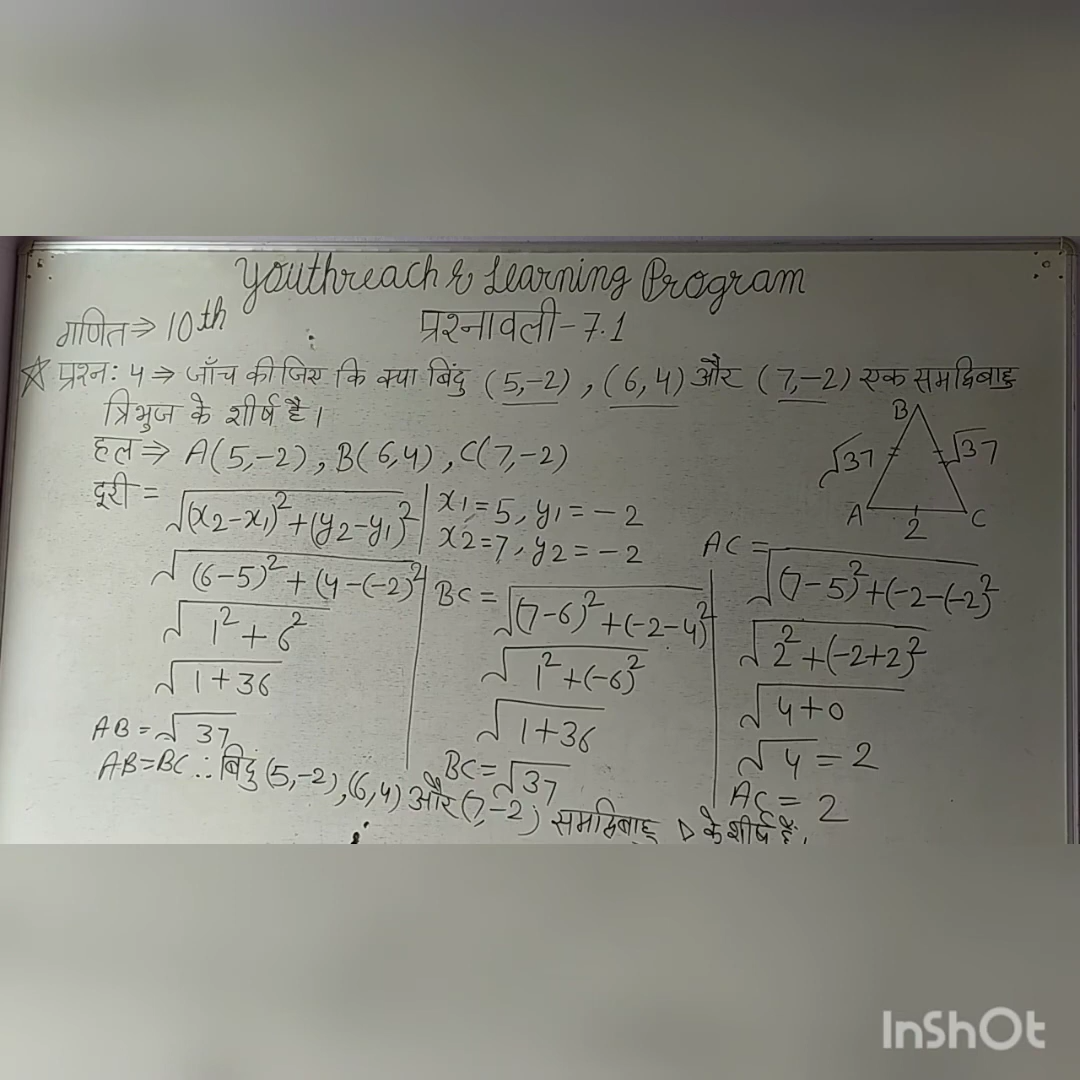 Youthreach & Learning Program
गणित ⇒ 10th
प्रश्नावली - 7.1
☆ प्रश्न: 4 ⇒ जाँच कीजिए कि क्या बिंदु (5,-2), (6,4) और (7,-2) एक समद्विबाहु
त्रिभुज के शीर्ष है।
हल ⇒ A(5,-2), B(6,4), C(7,-2)
दूरी = √(x2-x1)²+(y2-y1)²
√(6-5)²+(4-(-2)²
√1²+6²
√1+36
AB = √37
x1=5, y1=-2
x2=7, y2=-2
BC = √(7-6)²+(-2-4)²
√1²+(-6)²
√1+36
BC = √37
B
√37 √37
A 2 C
AC = √(7-5)²+(-2-(-2)²
√2²+(-2+2)²
√4+0
√4 = 2
AC = 2
AB=BC ∴ बिंदु (5,-2), (6,4) और (7,-2) समद्विबाहु △ के शीर्ष हैं।
InShOt